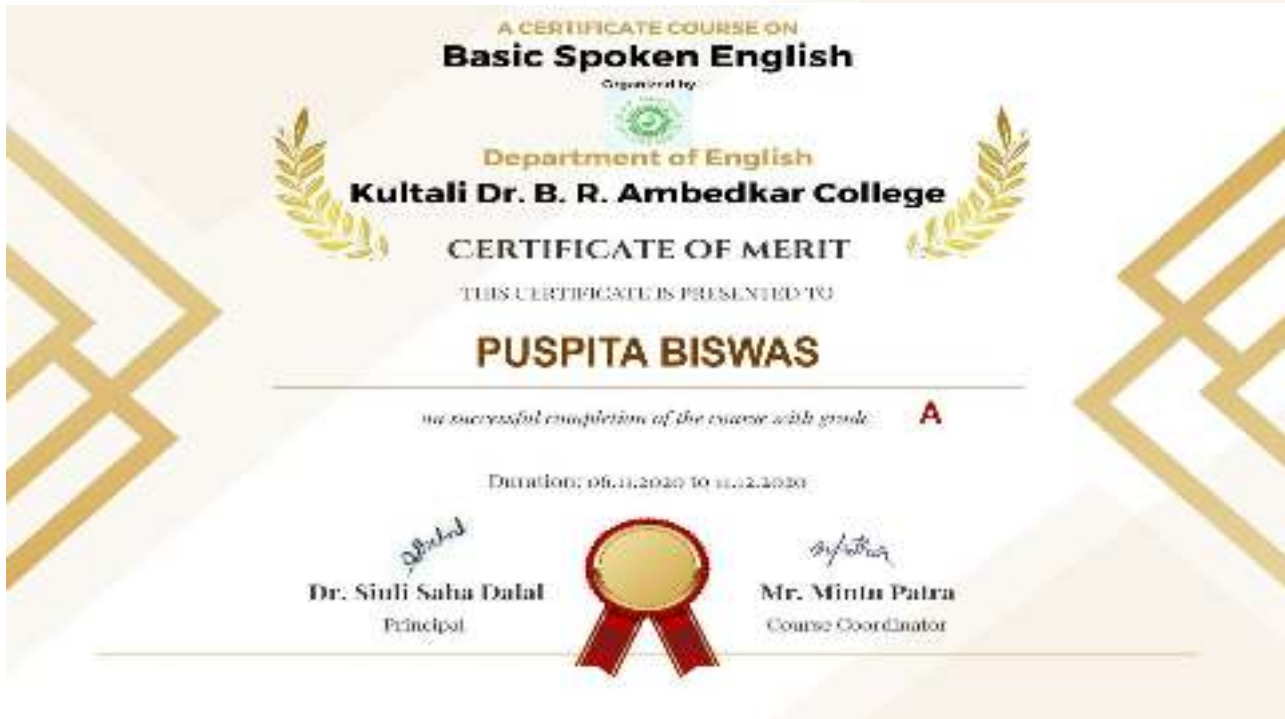 A CERTIFICATE COURSE ON
Basic Spoken English
Organized by
Department of English
Kultali Dr. B. R. Ambedkar College
CERTIFICATE OF MERIT
THIS CERTIFICATE IS PRESENTED TO
PUSPITA BISWAS
on successful completion of the course with grade A
Duration: 06.11.2020 to 11.12.2020
Dr. Siuli Saha Dalal Mr. Mintu Patra
Principal Course Coordinator